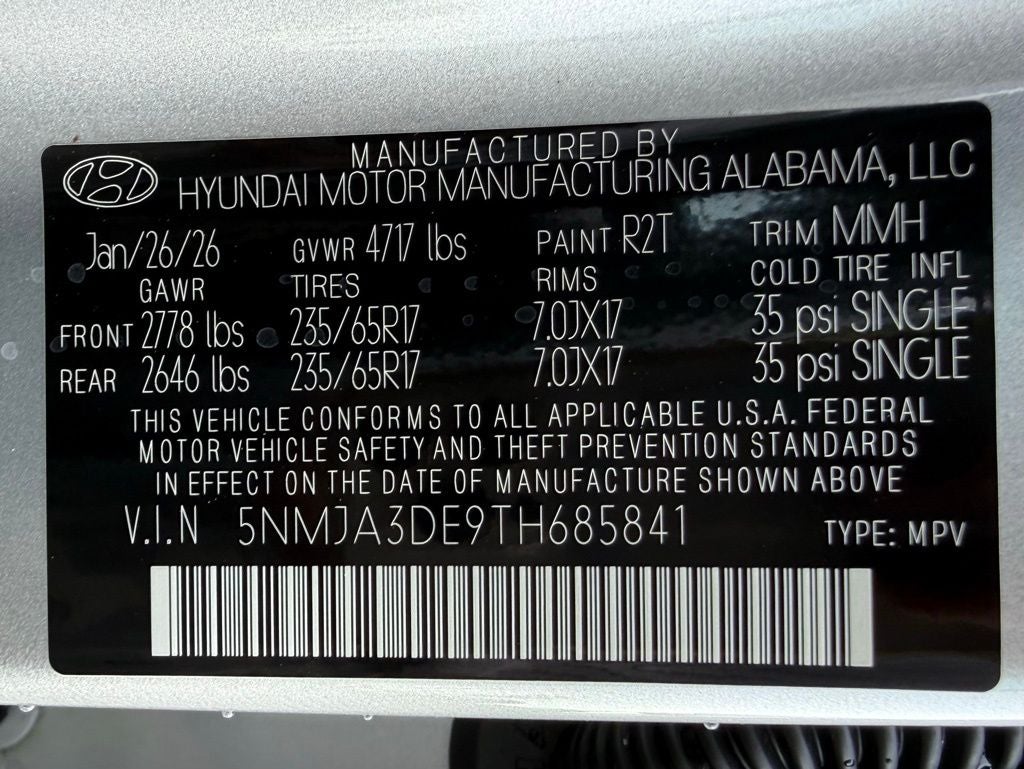 MANUFACTURED BY
HYUNDAI MOTOR MANUFACTURING ALABAMA, LLC
Jan/26/26 GVWR 4717 lbs PAINT R2T TRIM MMH
GAWR TIRES RIMS COLD TIRE INFL
FRONT 2778 lbs 235/65R17 7.0JX17 35 psi SINGLE
REAR 2646 lbs 235/65R17 7.0JX17 35 psi SINGLE
THIS VEHICLE CONFORMS TO ALL APPLICABLE U.S.A. FEDERAL
MOTOR VEHICLE SAFETY AND THEFT PREVENTION STANDARDS
IN EFFECT ON THE DATE OF MANUFACTURE SHOWN ABOVE
V.I.N 5NMJA3DE9TH685841 TYPE: MPV